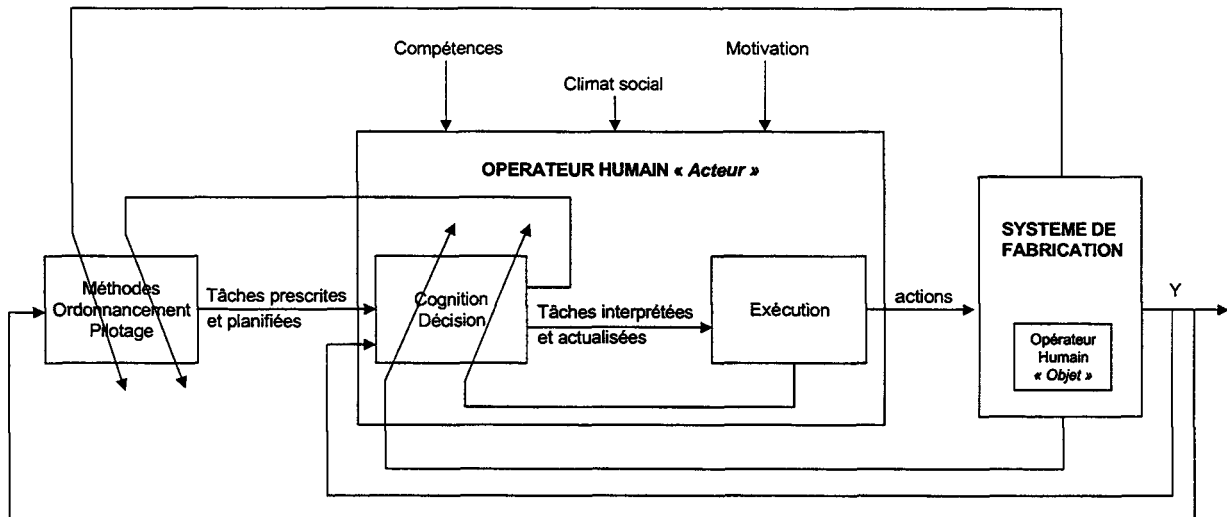 Compétences
Motivation
Climat social
OPERATEUR HUMAIN « Acteur »
SYSTEME DE
FABRICATION
Méthodes
Ordonnancement
Pilotage
Tâches prescrites
et planifiées
Cognition
Décision
Tâches interprétées
et actualisées
Exécution
actions
Y
Opérateur
Humain
« Objet »